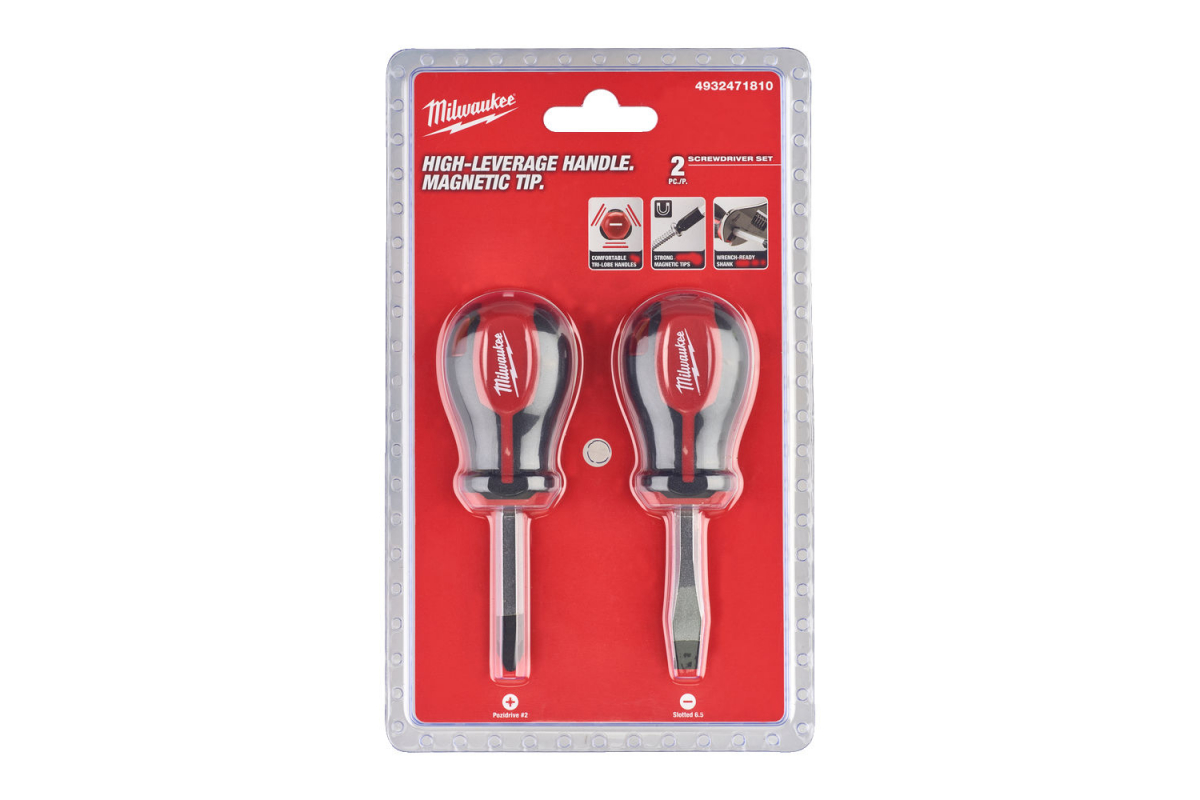 Milwaukee
4932471810
HIGH-LEVERAGE HANDLE.
MAGNETIC TIP.
2 SCREWDRIVER SET
PC./P.
COMFORTABLE
TRI-LOBE HANDLES
STRONG
MAGNETIC TIPS
WRENCH-READY
SHANK
Milwaukee
Milwaukee
Pozidrive #2
Slotted 6.5